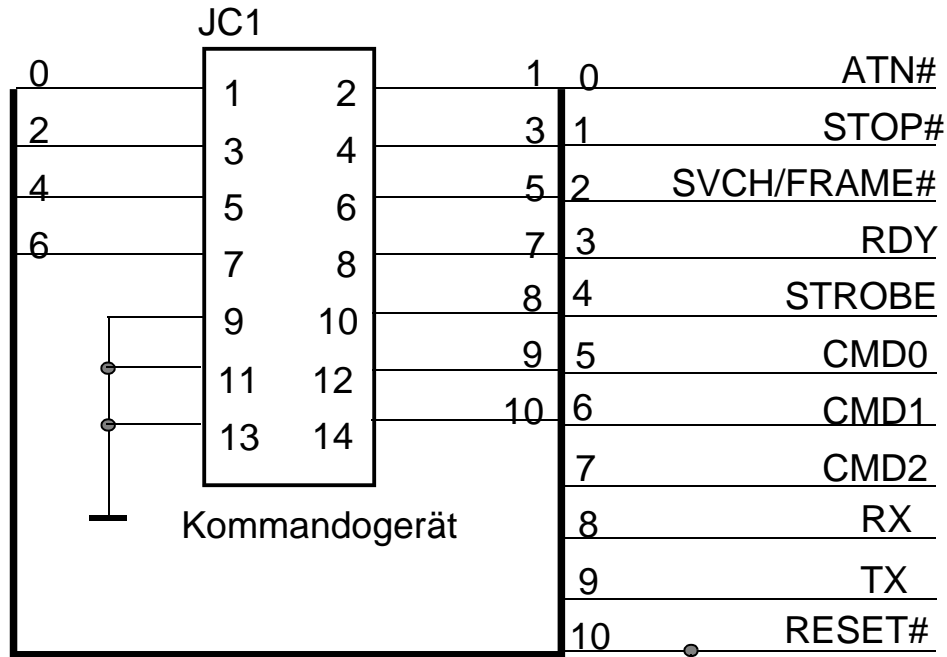 JC1
0 1 2 1 0 ATN#
2 3 4 3 1 STOP#
4 5 6 5 2 SVCH/FRAME#
6 7 8 7 3 RDY
9 10 8 4 STROBE
11 12 9 5 CMD0
13 14 10 6 CMD1
7 CMD2
Kommandogerät 8 RX
9 TX
10 RESET#